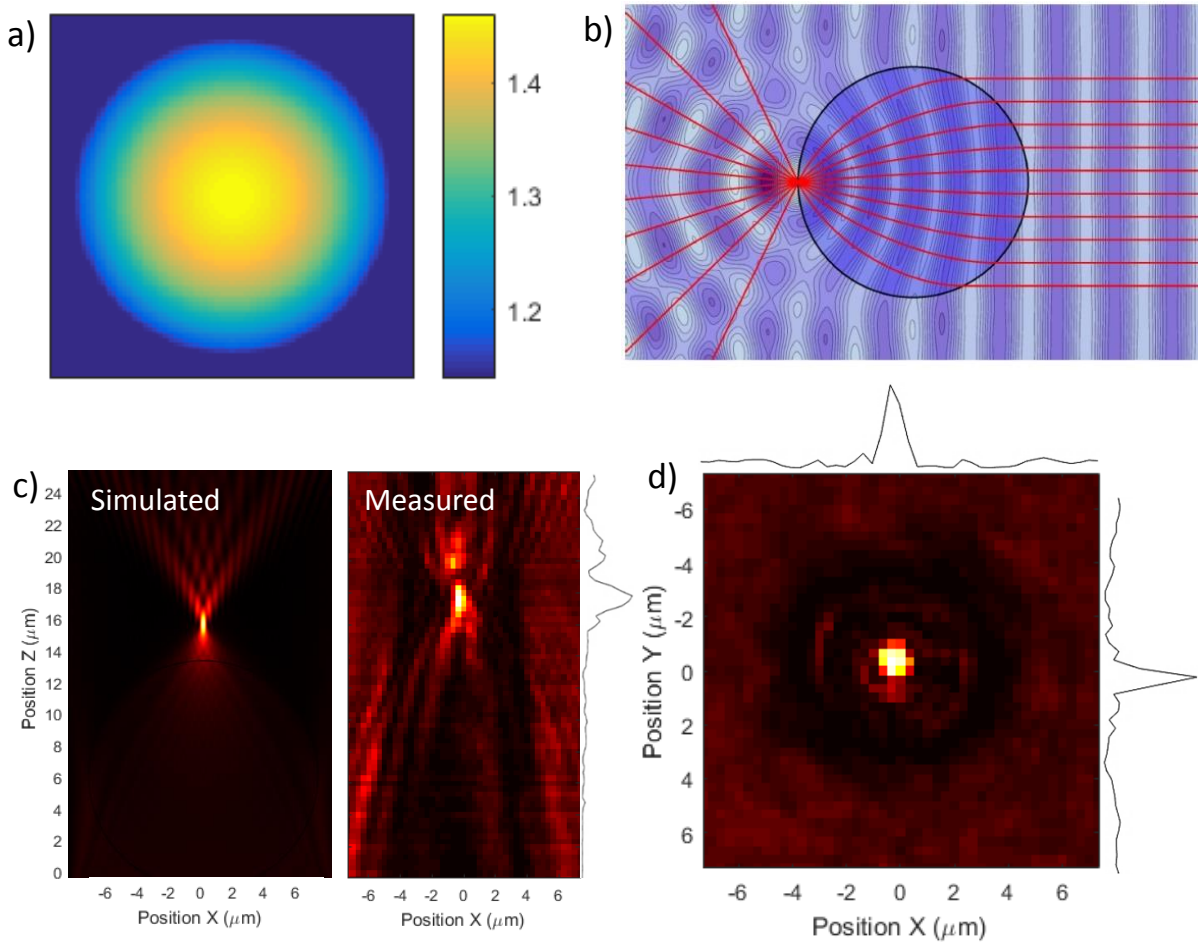 a)
1.4
1.3
1.2
b)
c)
Simulated
Measured
24
22
20
18
16
14
12
10
8
6
4
2
0
Position Z (μm)
-6 -4 -2 0 2 4 6
Position X (μm)
-6 -4 -2 0 2 4 6
Position X (μm)
d)
-6
-4
-2
0
2
4
6
Position Y (μm)
-6 -4 -2 0 2 4 6
Position X (μm)